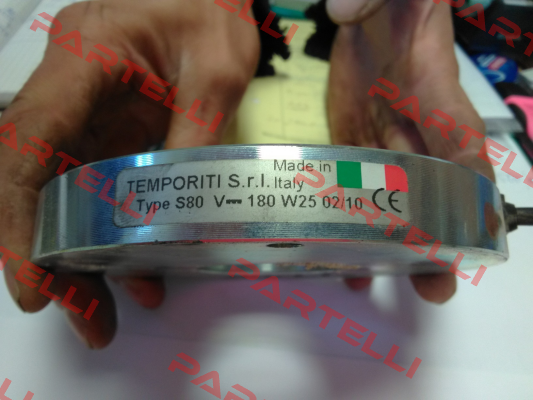 Made in
TEMPORITI S.r.l. Italy
Type S80 V⎓ 180 W25 02/10 CE
PARTELLI
PARTELLI
PARTELLI
PARTELLI
PARTELLI
PARTELLI